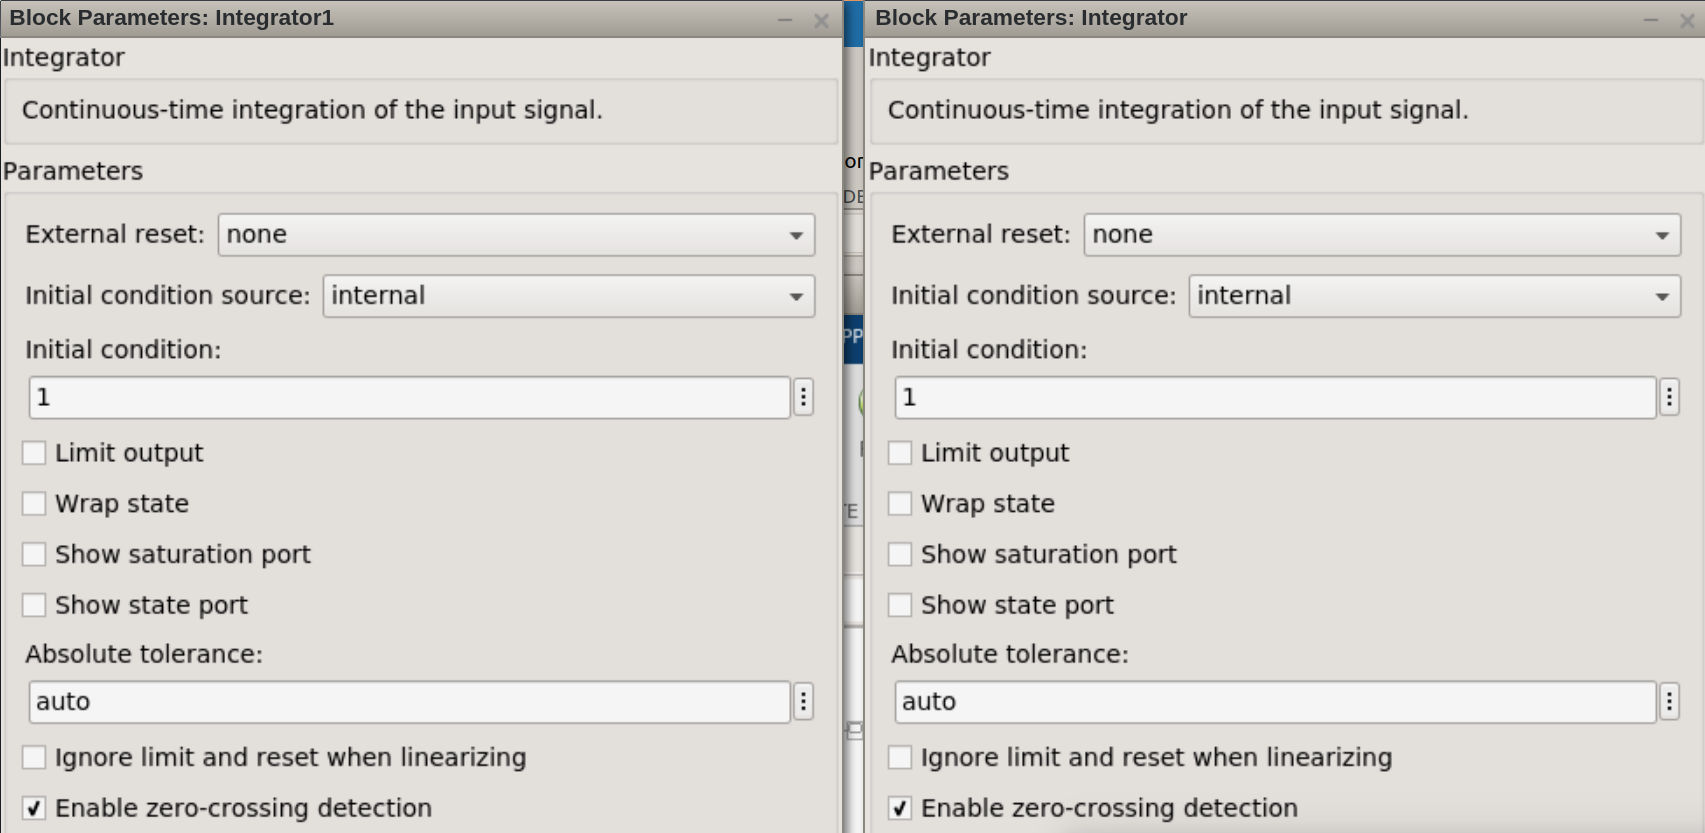 Block Parameters: Integrator1
Integrator
Continuous-time integration of the input signal.
Parameters
External reset: none
Initial condition source: internal
Initial condition:
1
Limit output
Wrap state
Show saturation port
Show state port
Absolute tolerance:
auto
Ignore limit and reset when linearizing
Enable zero-crossing detection
or
DE
PP
TE
Block Parameters: Integrator
Integrator
Continuous-time integration of the input signal.
Parameters
External reset: none
Initial condition source: internal
Initial condition:
1
Limit output
Wrap state
Show saturation port
Show state port
Absolute tolerance:
auto
Ignore limit and reset when linearizing
Enable zero-crossing detection